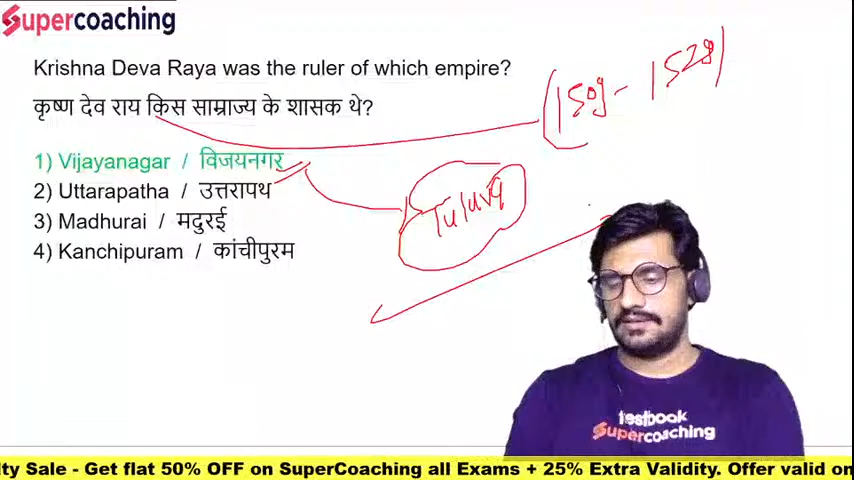 Supercoaching
Krishna Deva Raya was the ruler of which empire?
(1509 - 1529)
कृष्ण देव राय किस साम्राज्य के शासक थे?
1) Vijayanagar / विजयनगर
2) Uttarapatha / उत्तरापथ
Tuluva
3) Madhurai / मदुरई
4) Kanchipuram / कांचीपुरम
testbook
Supercoaching
lty Sale - Get flat 50% OFF on SuperCoaching all Exams + 25% Extra Validity. Offer valid on